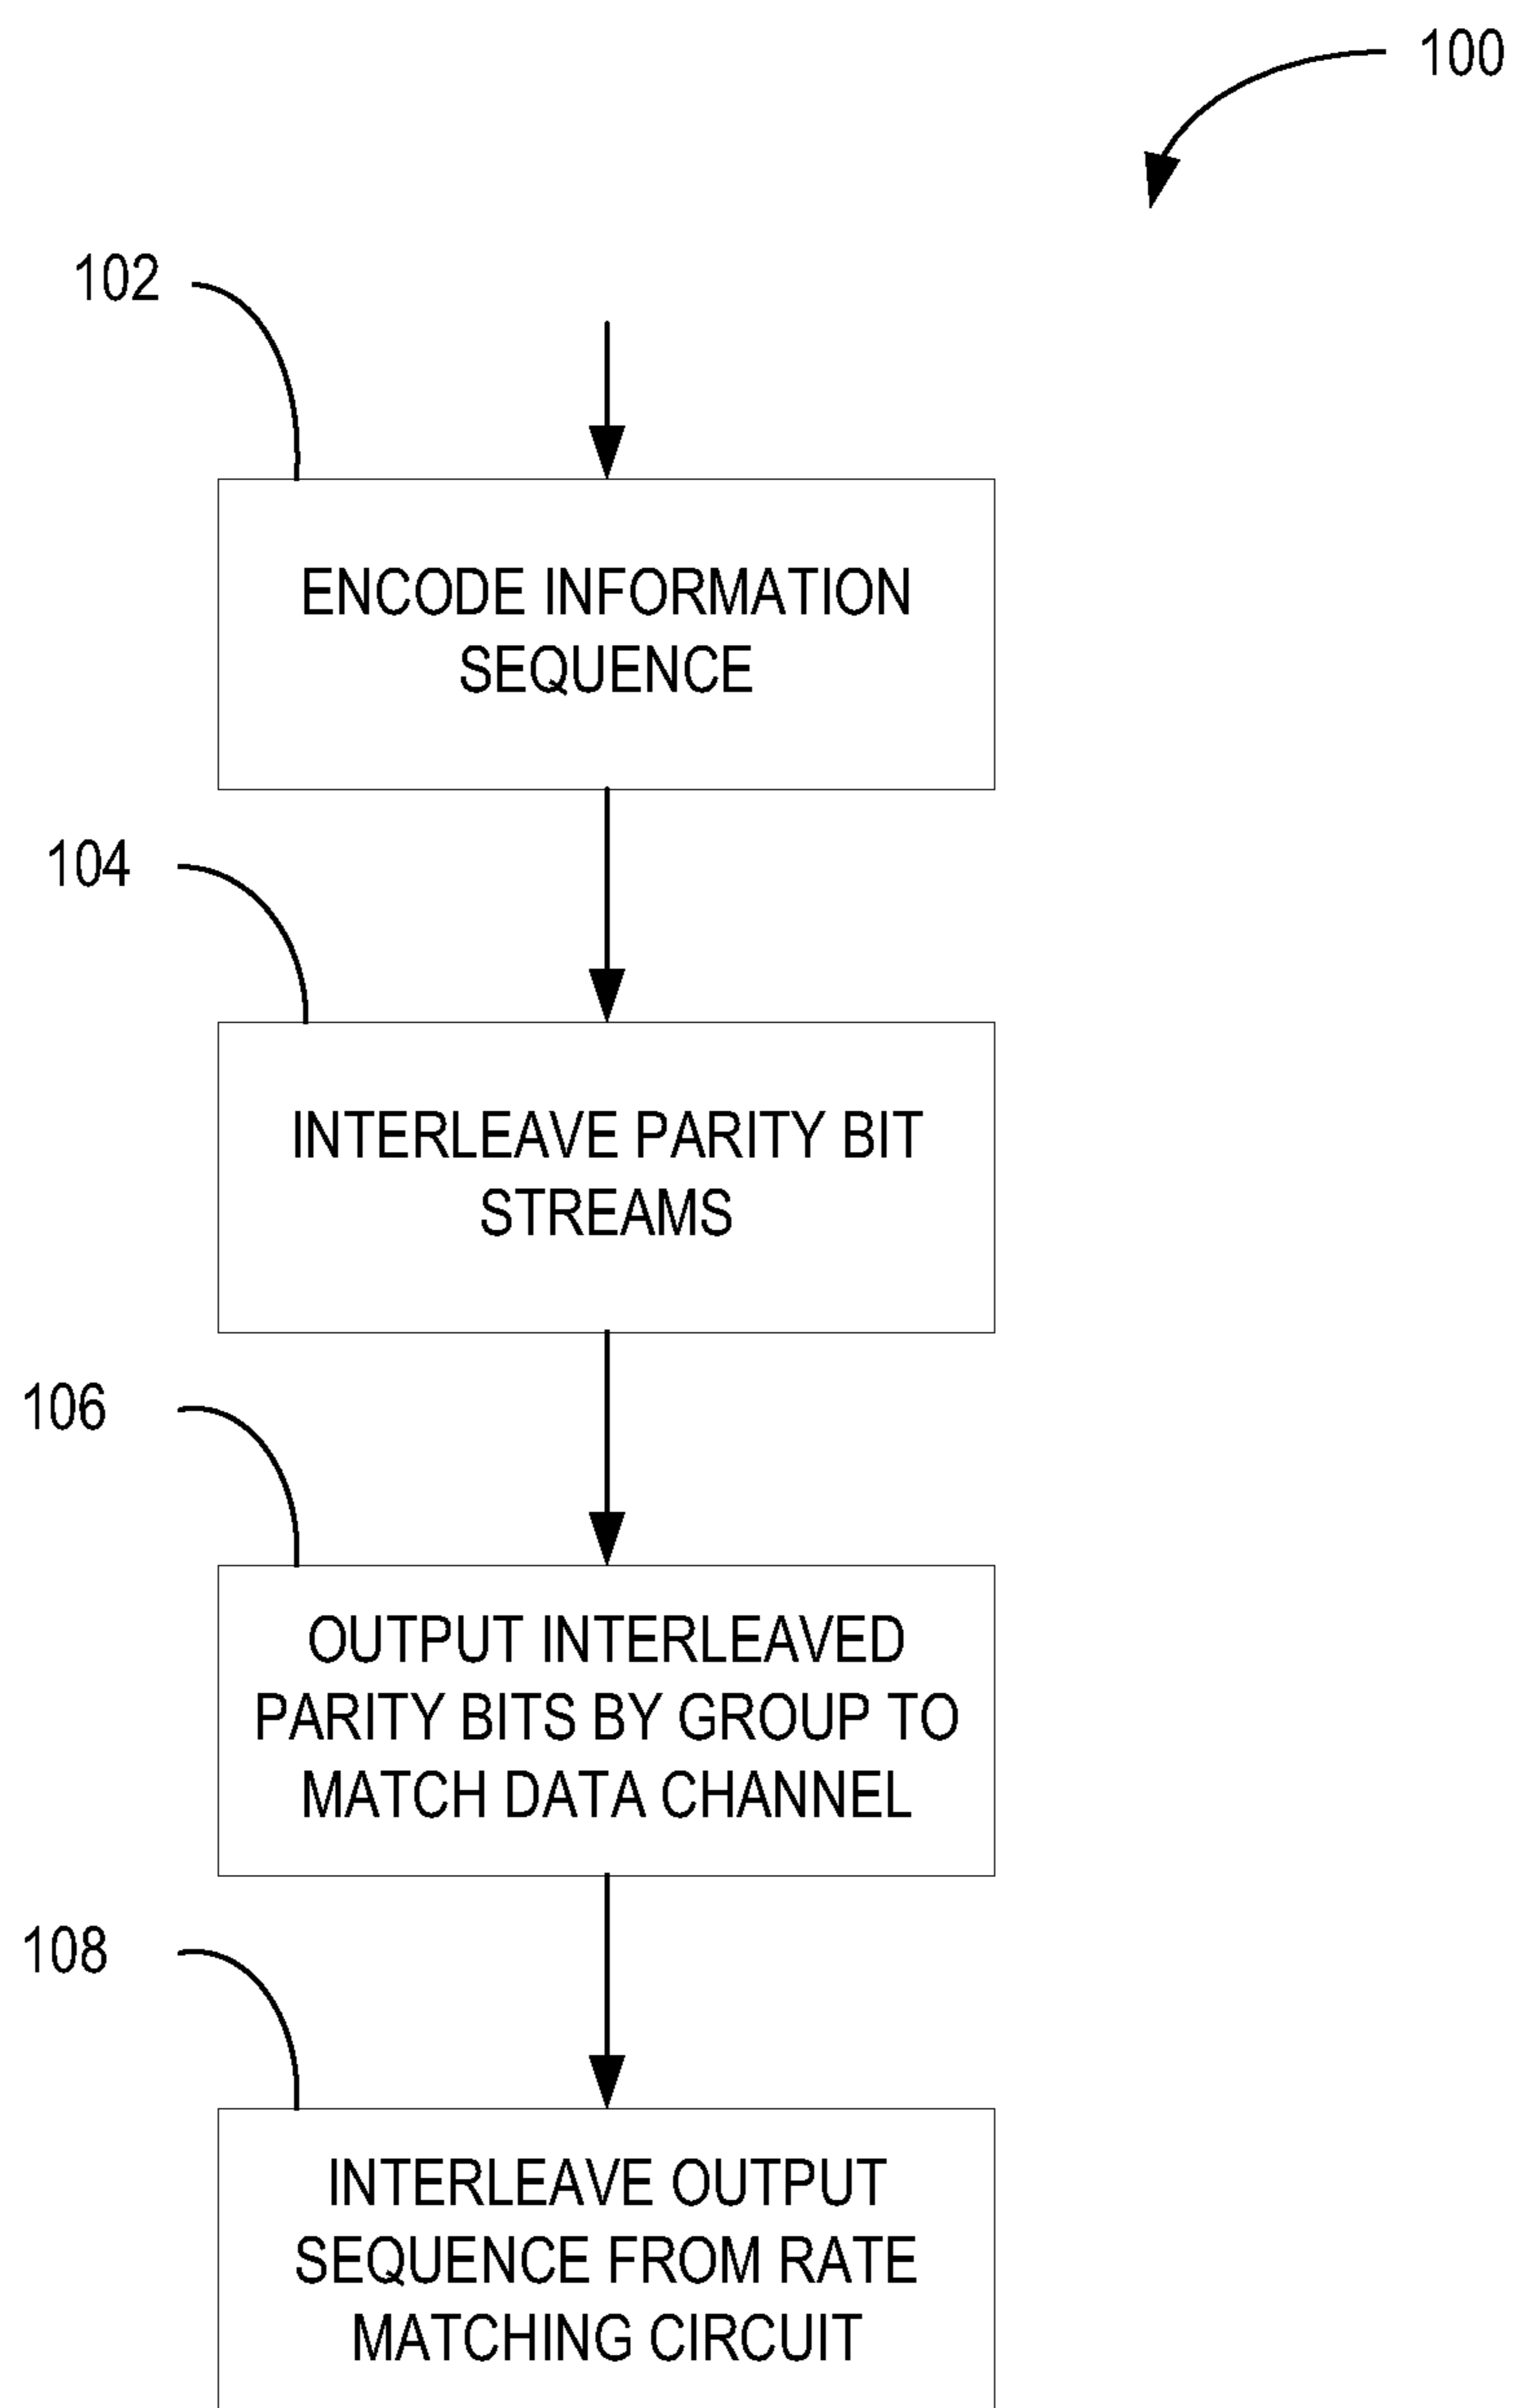 100
102
ENCODE INFORMATION
SEQUENCE
104
INTERLEAVE PARITY BIT
STREAMS
106
OUTPUT INTERLEAVED
PARITY BITS BY GROUP TO
MATCH DATA CHANNEL
108
INTERLEAVE OUTPUT
SEQUENCE FROM RATE
MATCHING CIRCUIT